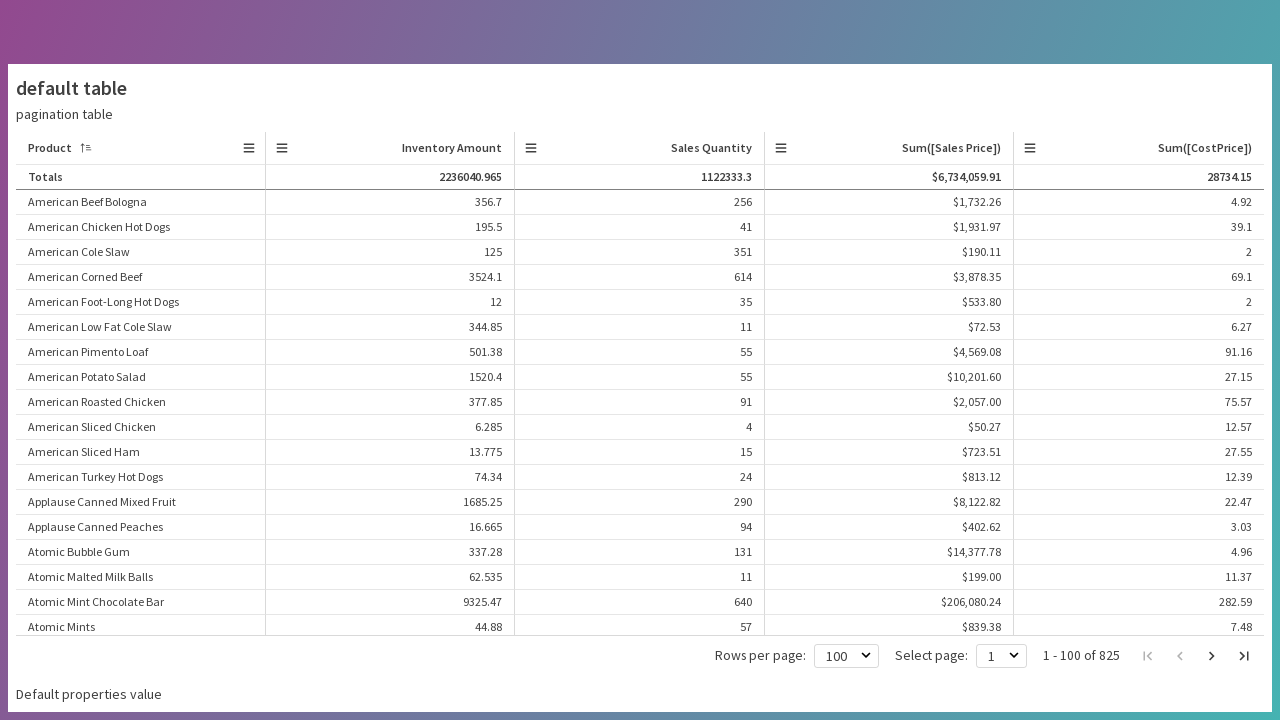 default table
pagination table
Product Inventory Amount Sales Quantity Sum([Sales Price]) Sum([CostPrice])
Totals 2236040.965 1122333.3 $6,734,059.91 28734.15
American Beef Bologna 356.7 256 $1,732.26 4.92
American Chicken Hot Dogs 195.5 41 $1,931.97 39.1
American Cole Slaw 125 351 $190.11 2
American Corned Beef 3524.1 614 $3,878.35 69.1
American Foot-Long Hot Dogs 12 35 $533.80 2
American Low Fat Cole Slaw 344.85 11 $72.53 6.27
American Pimento Loaf 501.38 55 $4,569.08 91.16
American Potato Salad 1520.4 55 $10,201.60 27.15
American Roasted Chicken 377.85 91 $2,057.00 75.57
American Sliced Chicken 6.285 4 $50.27 12.57
American Sliced Ham 13.775 15 $723.51 27.55
American Turkey Hot Dogs 74.34 24 $813.12 12.39
Applause Canned Mixed Fruit 1685.25 290 $8,122.82 22.47
Applause Canned Peaches 16.665 94 $402.62 3.03
Atomic Bubble Gum 337.28 131 $14,377.78 4.96
Atomic Malted Milk Balls 62.535 11 $199.00 11.37
Atomic Mint Chocolate Bar 9325.47 640 $206,080.24 282.59
Atomic Mints 44.88 57 $839.38 7.48
Rows per page: 100 Select page: 1 1 - 100 of 825
Default properties value